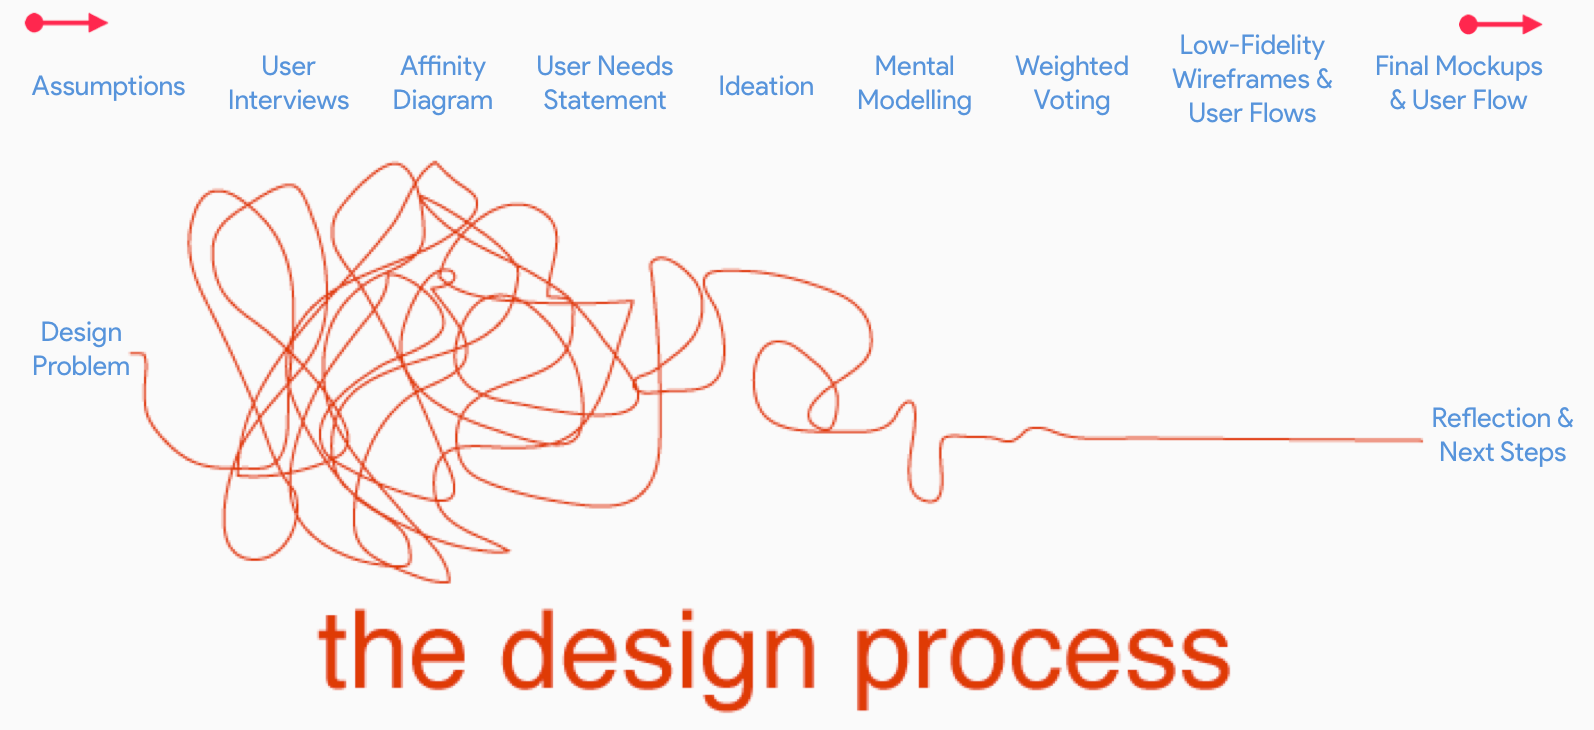 Assumptions
User
Interviews
Affinity
Diagram
User Needs
Statement
Ideation
Mental
Modelling
Weighted
Voting
Low-Fidelity
Wireframes &
User Flows
Final Mockups
& User Flow
Design
Problem
Reflection &
Next Steps
the design process